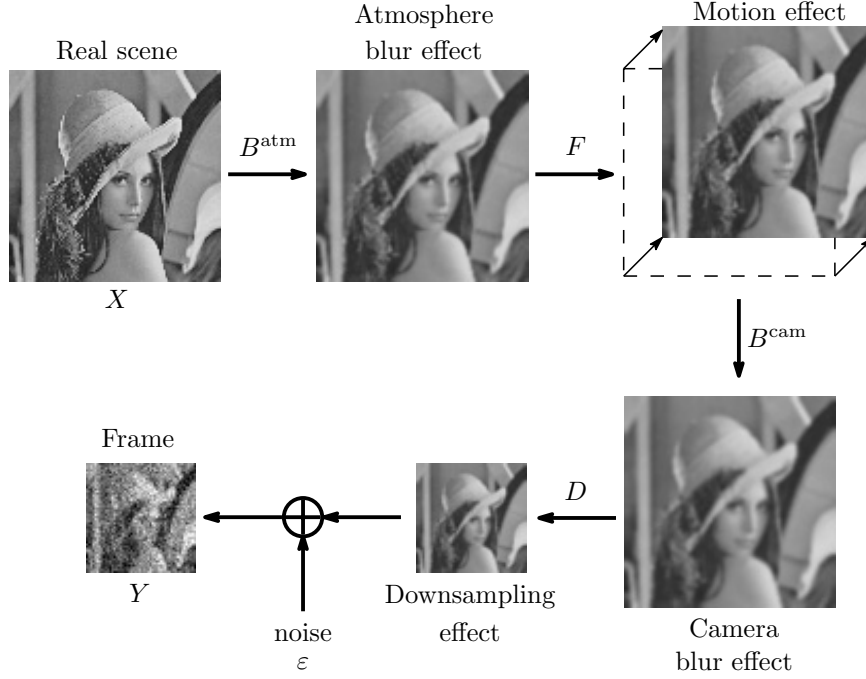 Real scene
X
B^atm
Atmosphere
blur effect
F
Motion effect
B^cam
Camera
blur effect
D
Downsampling
effect
noise
ε
Frame
Y